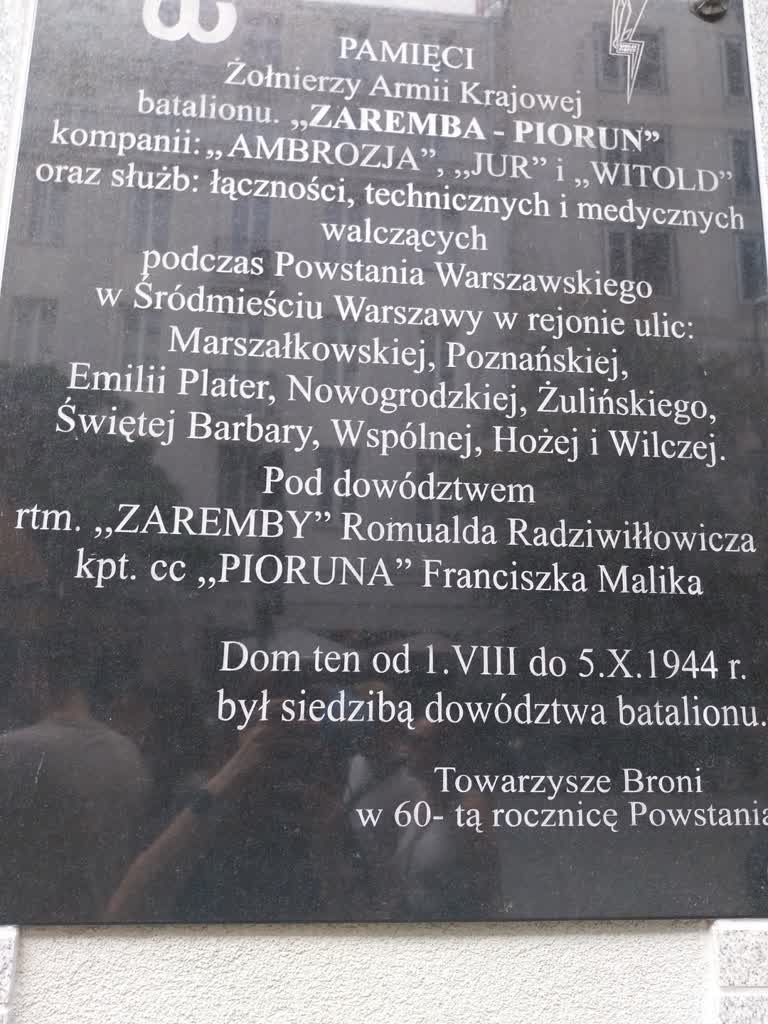 PAMIĘCI
Żołnierzy Armii Krajowej
batalionu. „ZAREMBA - PIORUN”
kompanii: „AMBROZJA”, „JUR” i „WITOLD”
oraz służb: łączności, technicznych i medycznych
walczących
podczas Powstania Warszawskiego
w Śródmieściu Warszawy w rejonie ulic:
Marszałkowskiej, Poznańskiej,
Emilii Plater, Nowogrodzkiej, Żulińskiego,
Świętej Barbary, Wspólnej, Hożej i Wilczej.
Pod dowództwem
rtm. „ZAREMBY” Romualda Radziwiłłowicza
kpt. cc „PIORUNA” Franciszka Malika
Dom ten od 1.VIII do 5.X.1944 r.
był siedzibą dowództwa batalionu.
Towarzysze Broni
w 60- tą rocznicę Powstania